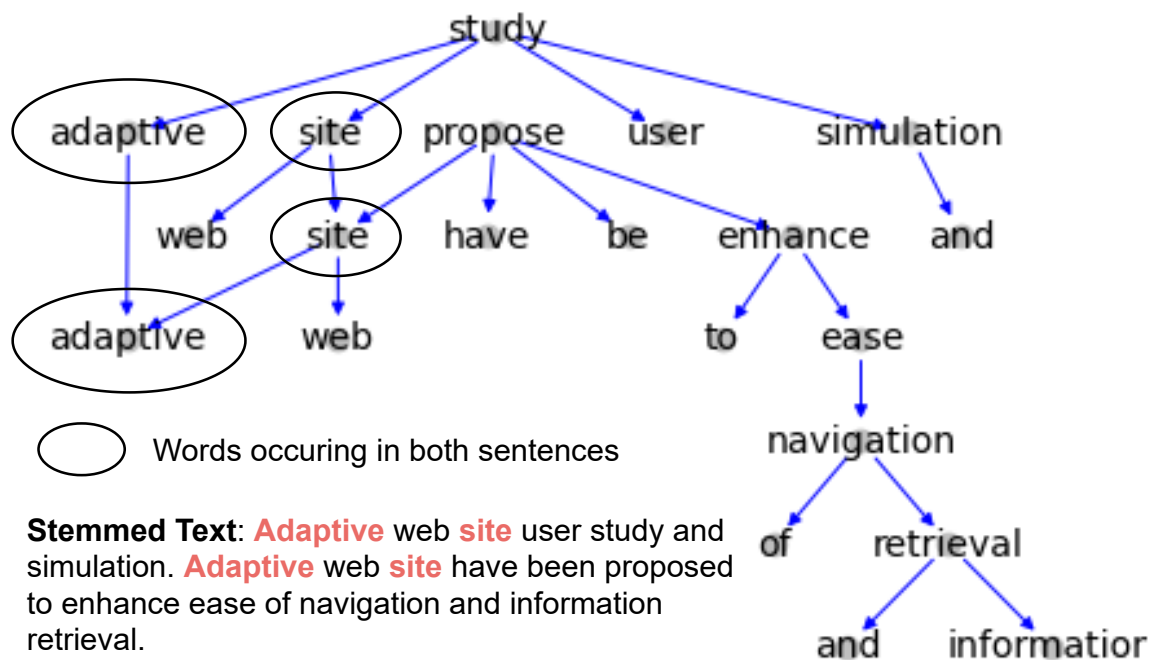 study
adaptive site propose user simulation
web site have be enhance and
adaptive web to ease
navigation
Words occuring in both sentences
of retrieval
Stemmed Text: Adaptive web site user study and
simulation. Adaptive web site have been proposed
to enhance ease of navigation and information
retrieval.
and informatior